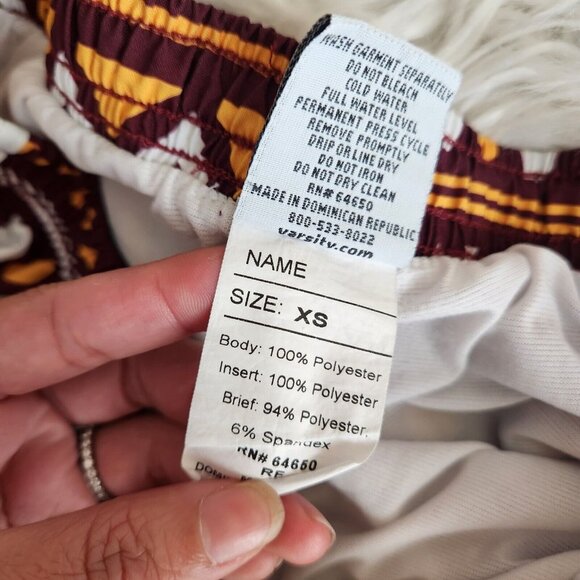 WASH GARMENT SEPARATELY
DO NOT BLEACH
COLD WATER
FULL WATER LEVEL
PERMANENT PRESS CYCLE
REMOVE PROMPTLY
DRIP OR LINE DRY
DO NOT IRON
DO NOT DRY CLEAN
RN# 64650
MADE IN DOMINICAN REPUBLIC
800-533-8022
varsity.com
NAME
SIZE: XS
Body: 100% Polyester
Insert: 100% Polyester
Brief: 94% Polyester
6% Spandex
RN# 64650
RE